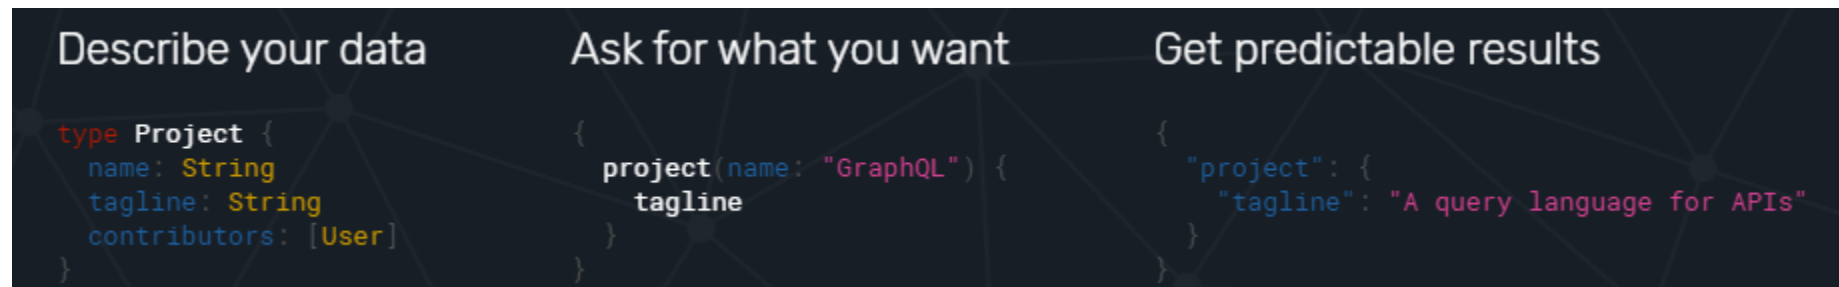 Describe your data
type Project {
  name: String
  tagline: String
  contributors: [User]
}
Ask for what you want
{
  project(name: "GraphQL") {
    tagline
  }
}
Get predictable results
{
  "project": {
    "tagline": "A query language for APIs"
  }
}